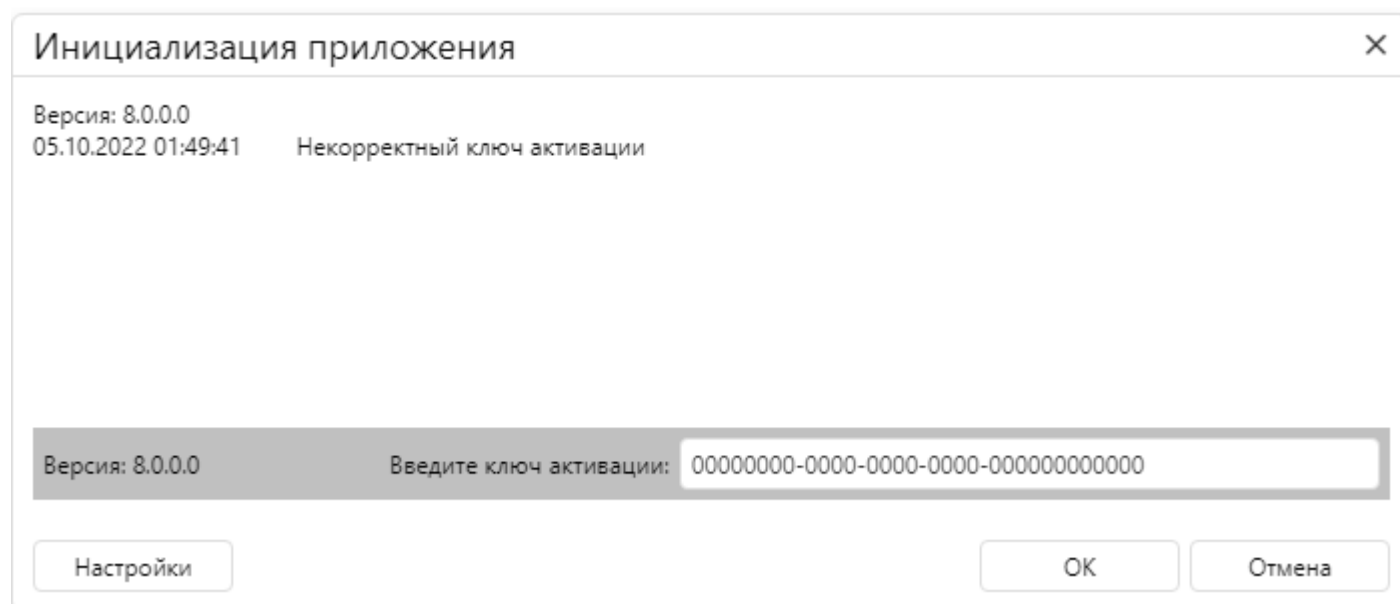 Инициализация приложения
Версия: 8.0.0.0
05.10.2022 01:49:41 Некорректный ключ активации
Версия: 8.0.0.0 Введите ключ активации: 00000000-0000-0000-0000-000000000000
Настройки ОК Отмена